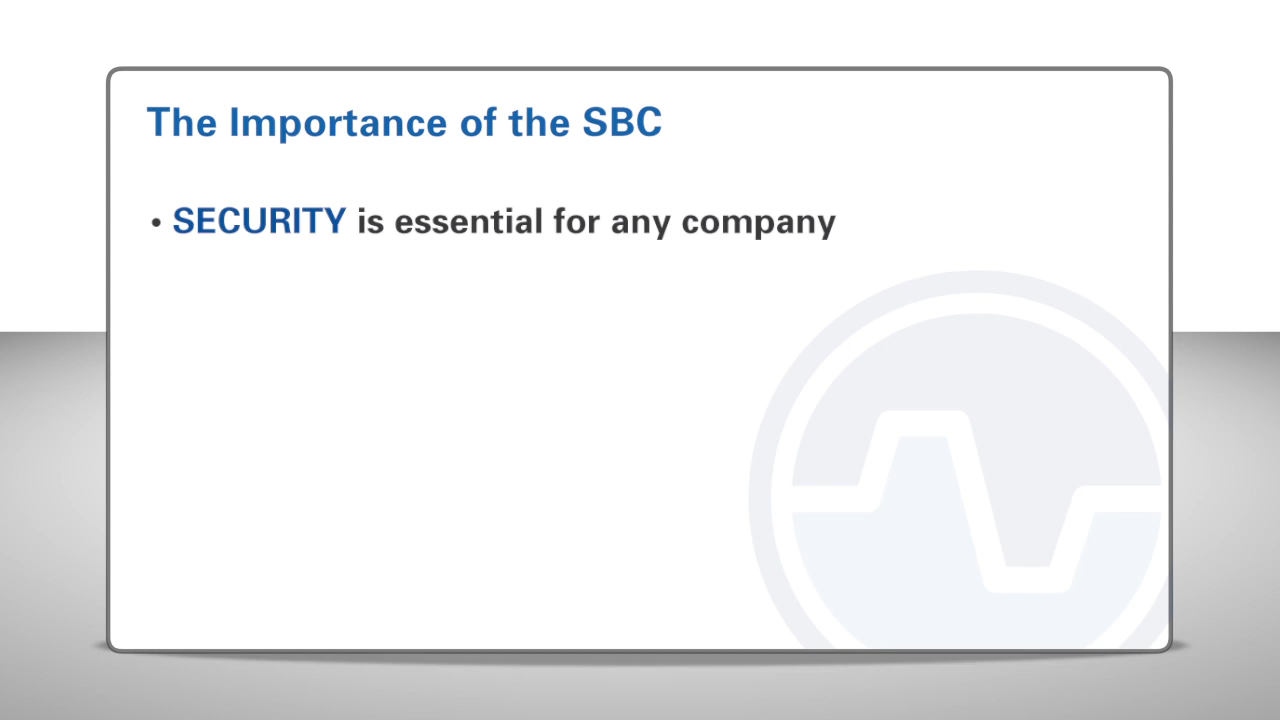 The Importance of the SBC
• SECURITY is essential for any company